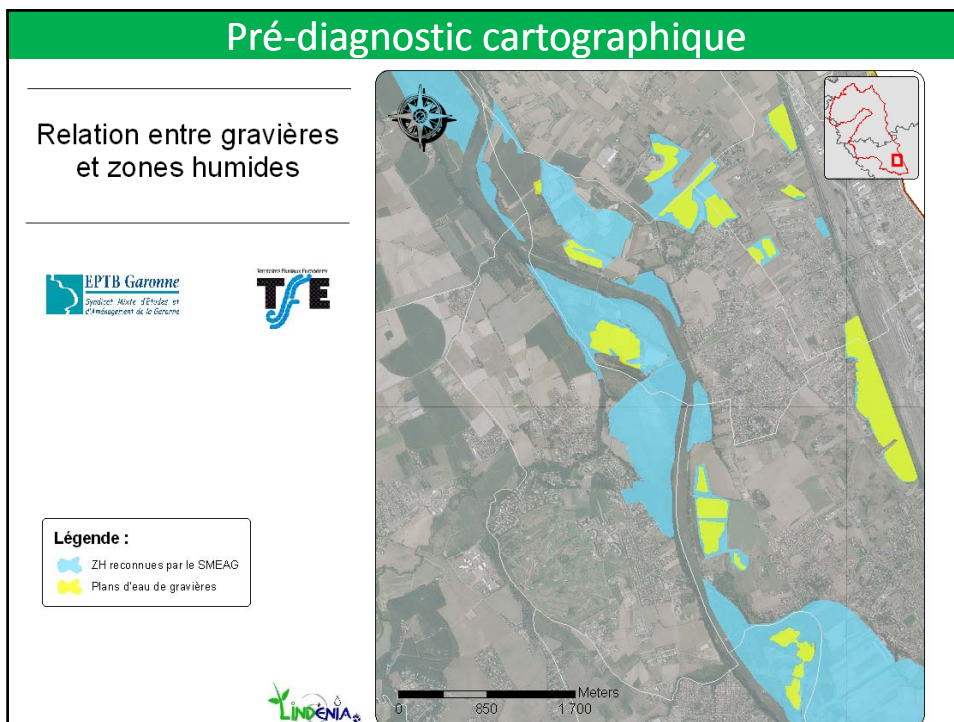 Pré-diagnostic cartographique
Relation entre gravières
et zones humides
EPTB Garonne
Syndicat Mixte d'Études et
d'Aménagement de la Garonne
TFE
Légende :
ZH reconnues par le SMEAG
Plans d'eau de gravières
LINDENIA
Meters
0 850 1 700